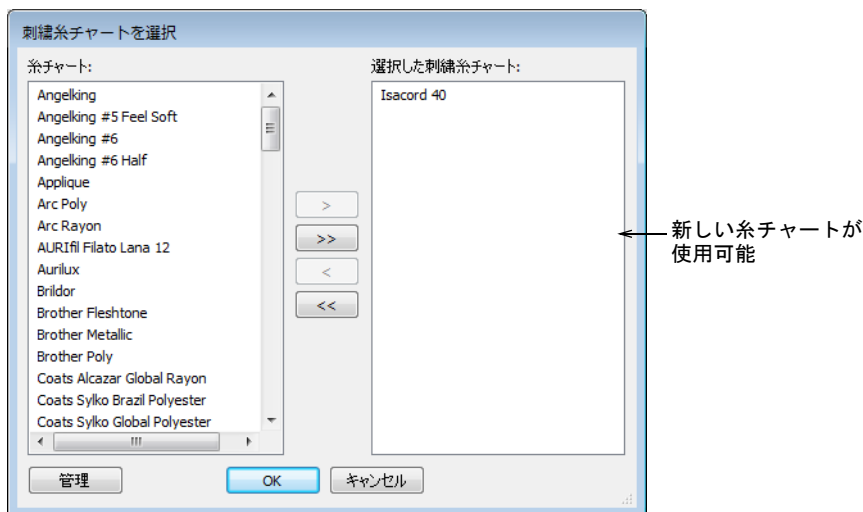 刺繍糸チャートを選択
糸チャート:
Angelking
Angelking #5 Feel Soft
Angelking #6
Angelking #6 Half
Applique
Arc Poly
Arc Rayon
AURIfil Filato Lana 12
Aurilux
Brildor
Brother Fleshtone
Brother Metallic
Brother Poly
Coats Alcazar Global Rayon
Coats Sylko Brazil Polyester
Coats Sylko Global Polyester
>
>>
<
<<
選択した刺繍糸チャート:
Isacord 40
新しい糸チャートが
使用可能
管理
OK
キャンセル